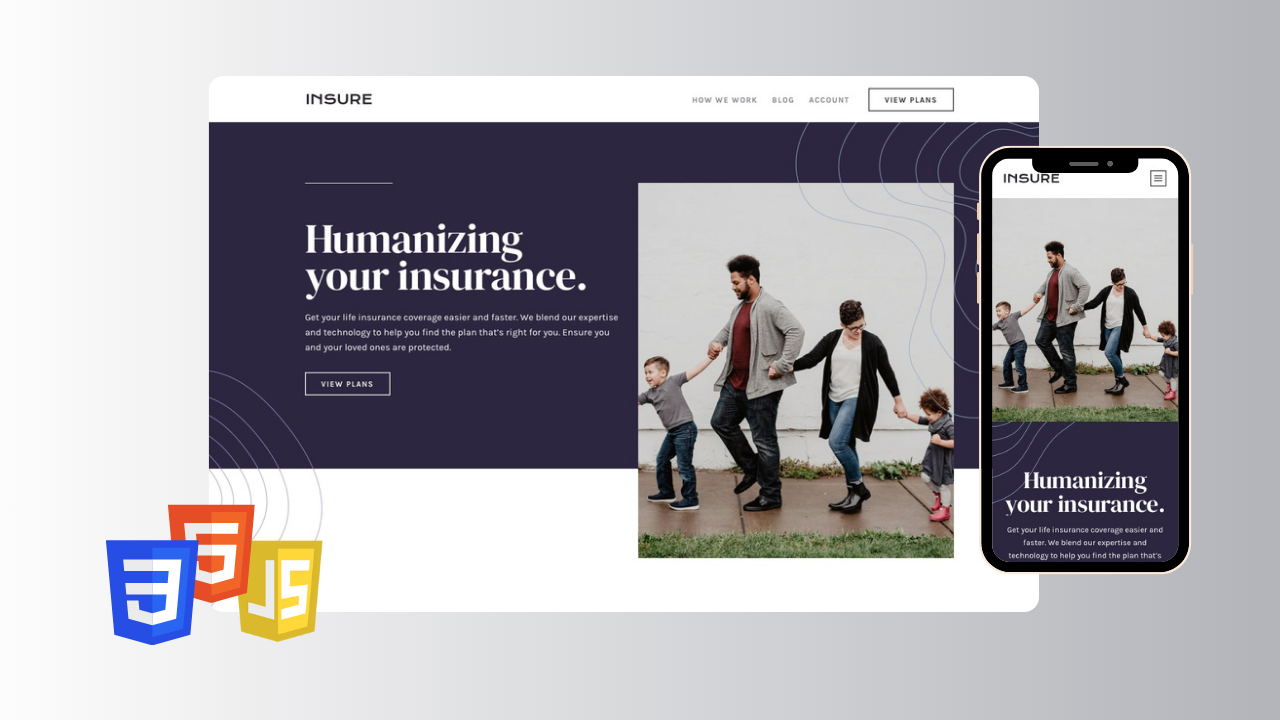 INSURE
HOW WE WORK BLOG ACCOUNT VIEW PLANS
Humanizing
your insurance.
Get your life insurance coverage easier and faster. We blend our expertise
and technology to help you find the plan that's right for you. Ensure you
and your loved ones are protected.
VIEW PLANS
INSURE
Humanizing
your insurance.
Get your life insurance coverage easier and
faster. We blend our expertise and
technology to help you find the plan that's
3
5
JS